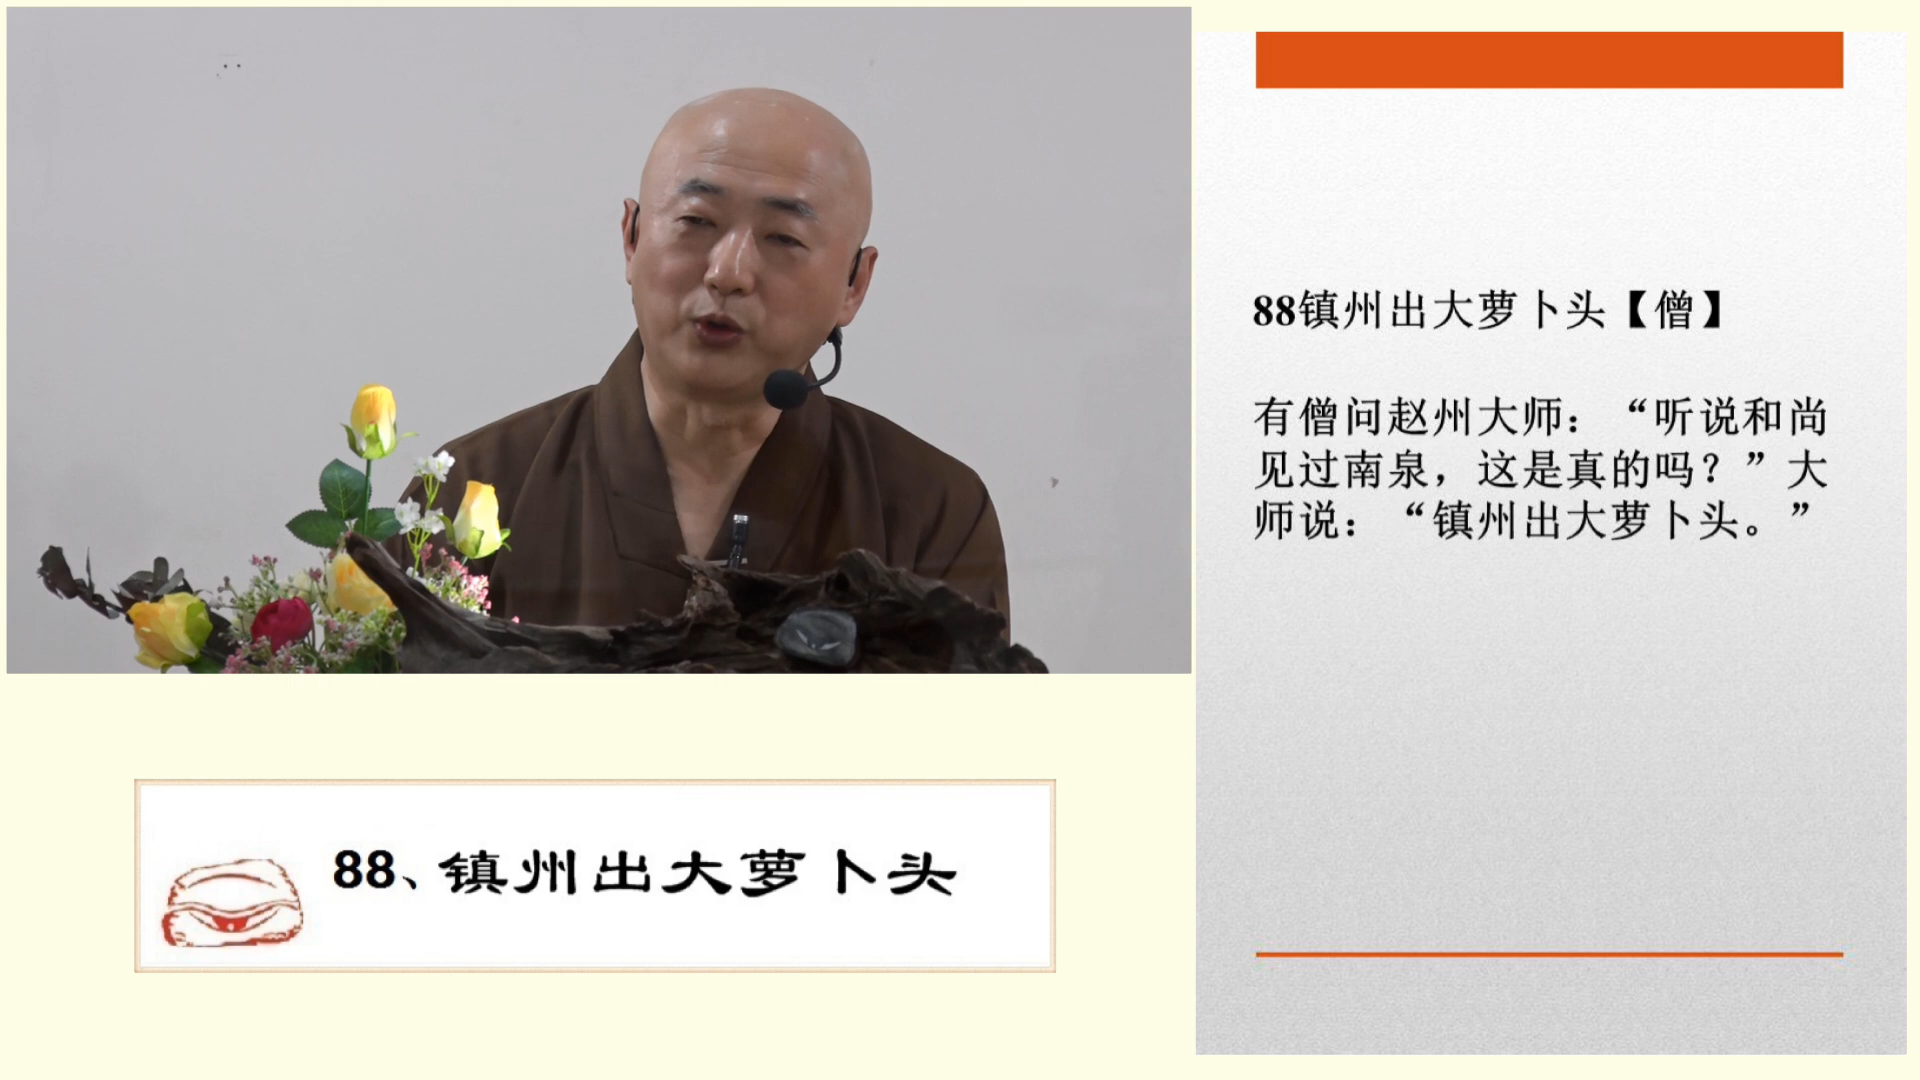 88镇州出大萝卜头【僧】
有僧问赵州大师：“听说和尚
见过南泉，这是真的吗？”大
师说：“镇州出大萝卜头。”
88、镇州出大萝卜头